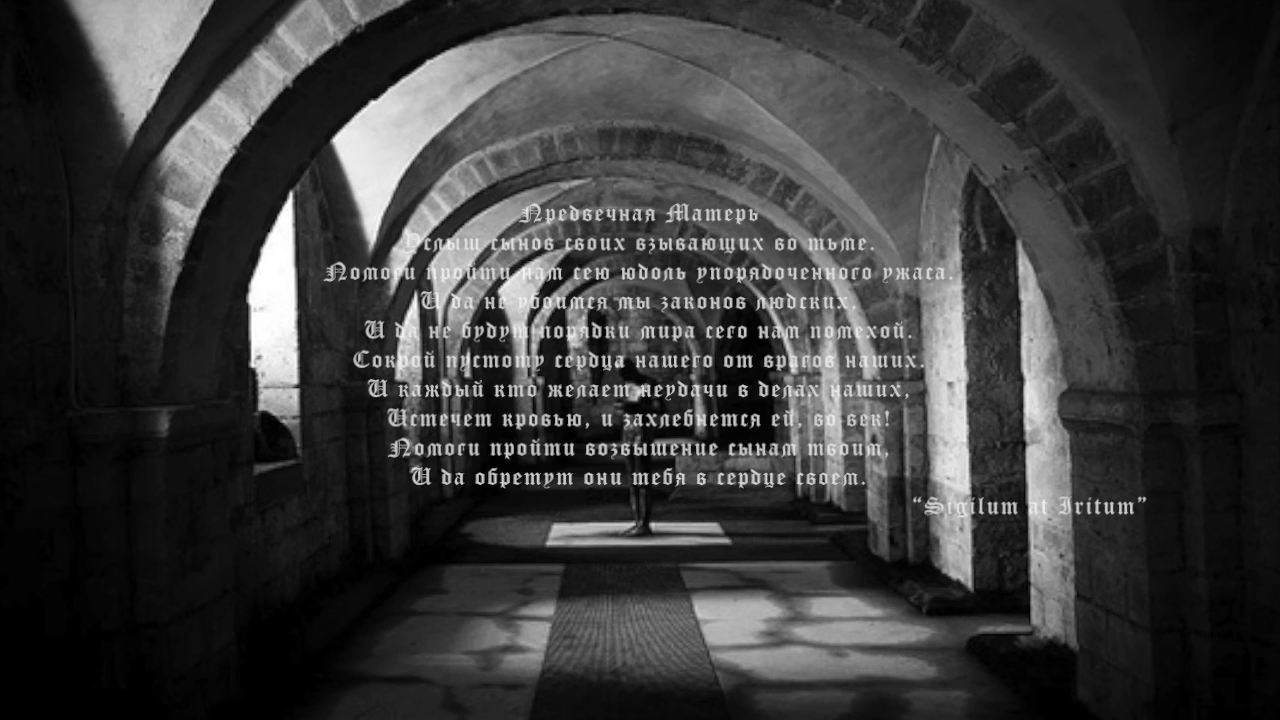 Предвечная Матерь
Услыш сынов своих взывающих во тьме.
Помоги пройти нам сею юдоль упорядоченного ужаса.
И да не убоимся мы законов людских,
И да не будут порядки мира сего нам помехой.
Сокрой пустоту сердца нашего от врагов наших.
И каждый кто желает неудачи в делах наших,
Истечет кровью, и захлебнется ей, во век!
Помоги пройти возвышение сынам твоим,
И да обретут они тебя в сердце своем.
“Sigilum at Iritum”